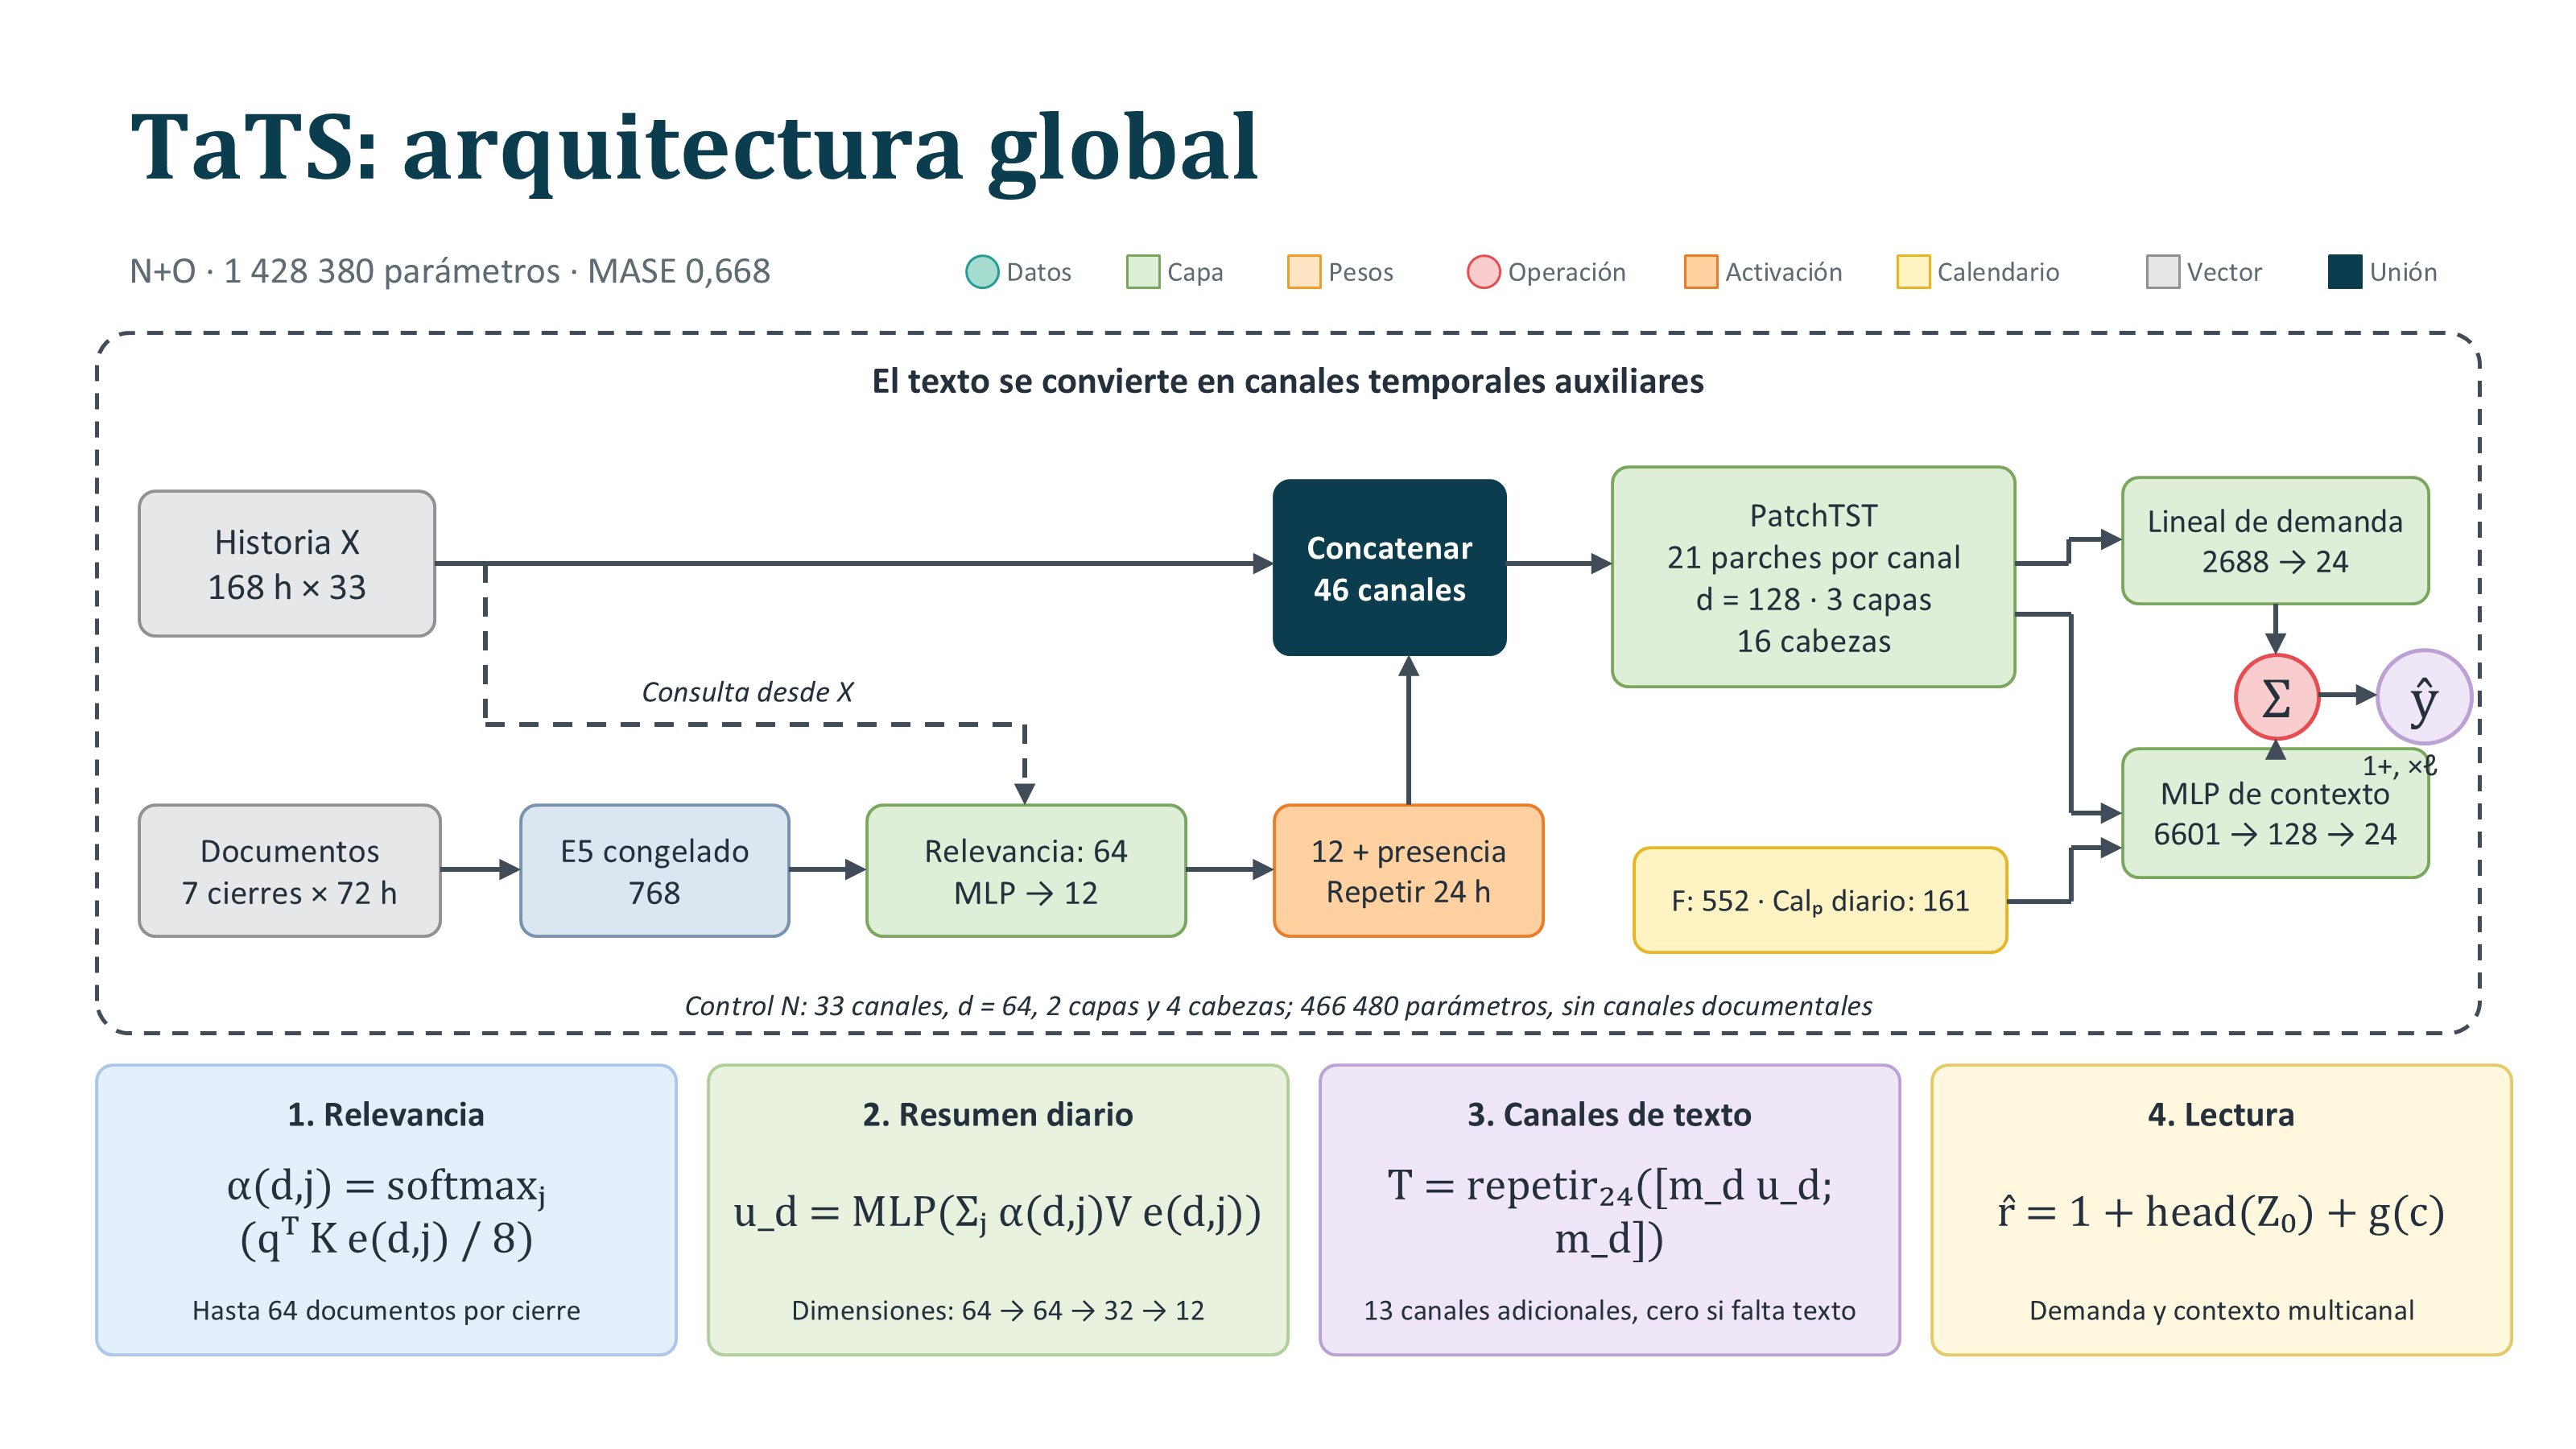 TaTS: arquitectura global
N+O · 1 428 380 parámetros · MASE 0,668
Datos
Capa
Pesos
Operación
Activación
Calendario
Vector
Unión
El texto se convierte en canales temporales auxiliares
Historia X
168 h × 33
Concatenar
46 canales
PatchTST
21 parches por canal
d = 128 · 3 capas
16 cabezas
Lineal de demanda
2688 → 24
Consulta desde X
Σ
ŷ
1+, ×ℓ
MLP de contexto
6601 → 128 → 24
Documentos
7 cierres × 72 h
E5 congelado
768
Relevancia: 64
MLP → 12
12 + presencia
Repetir 24 h
F: 552 · Calₚ diario: 161
Control N: 33 canales, d = 64, 2 capas y 4 cabezas; 466 480 parámetros, sin canales documentales
1. Relevancia
α(d,j) = softmaxⱼ
(qᵀ K e(d,j) / 8)
Hasta 64 documentos por cierre
2. Resumen diario
u_d = MLP(Σⱼ α(d,j)V e(d,j))
Dimensiones: 64 → 64 → 32 → 12
3. Canales de texto
T = repetir₂₄([m_d u_d;
m_d])
13 canales adicionales, cero si falta texto
4. Lectura
r̂ = 1 + head(Z₀) + g(c)
Demanda y contexto multicanal